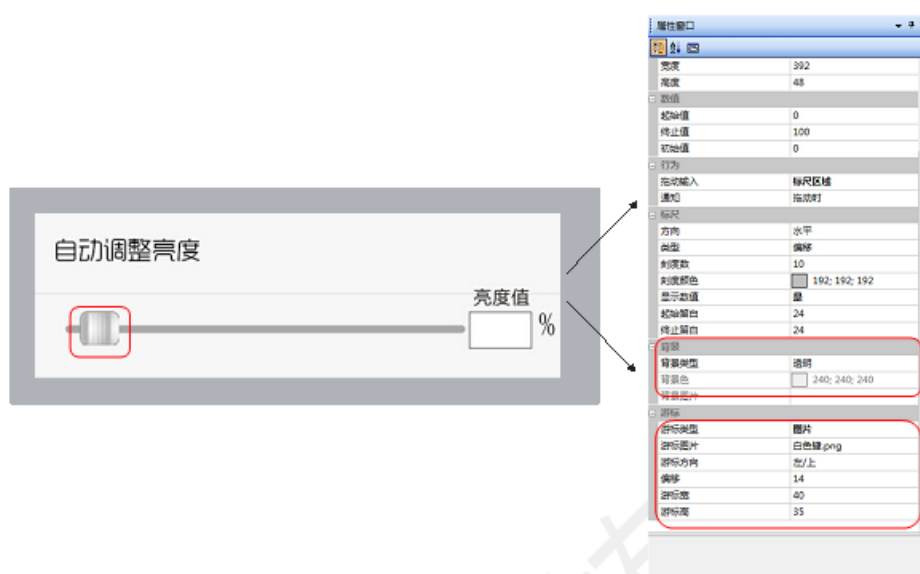 自动调整亮度
亮度值
%
属性窗口
宽度 392
高度 48
数值
起始值 0
终止值 100
初始值 0
行为
拖动输入 标尺区域
通知 拖动时
标尺
方向 水平
类型 偏移
刻度数 10
刻度颜色 192; 192; 192
显示数值 是
起始留白 24
终止留白 24
背景
背景类型 透明
背景色 240; 240; 240
背景图片
游标
游标类型 图片
游标图片 白色键.png
游标方向 左/上
偏移 14
游标宽 40
游标高 35